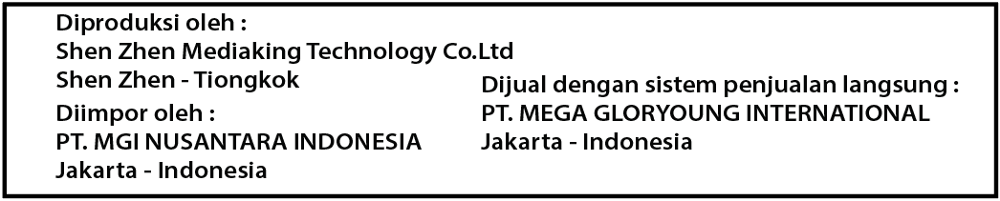 Diproduksi oleh :
Shen Zhen Mediaking Technology Co.Ltd
Shen Zhen - Tiongkok
Diimpor oleh :
PT. MGI NUSANTARA INDONESIA
Jakarta - Indonesia
Dijual dengan sistem penjualan langsung :
PT. MEGA GLORYOUNG INTERNATIONAL
Jakarta - Indonesia